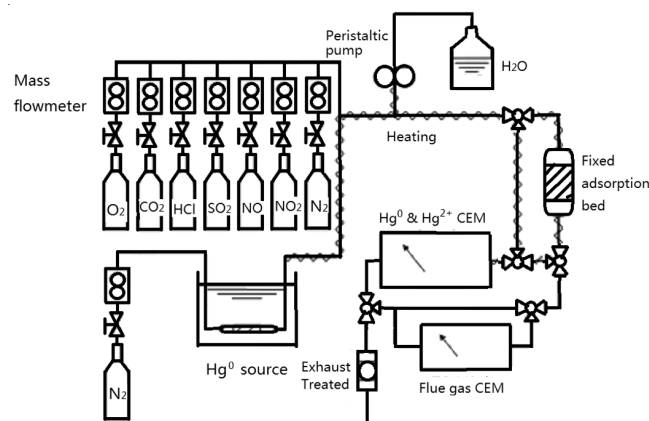 Peristaltic
pump
H2O
Mass
flowmeter
Heating
Fixed
adsorption
bed
O2 CO2 HCl SO2 NO NO2 N2
Hg⁰ & Hg²⁺ CEM
Hg⁰ source
Exhaust
Treated
Flue gas CEM
N2